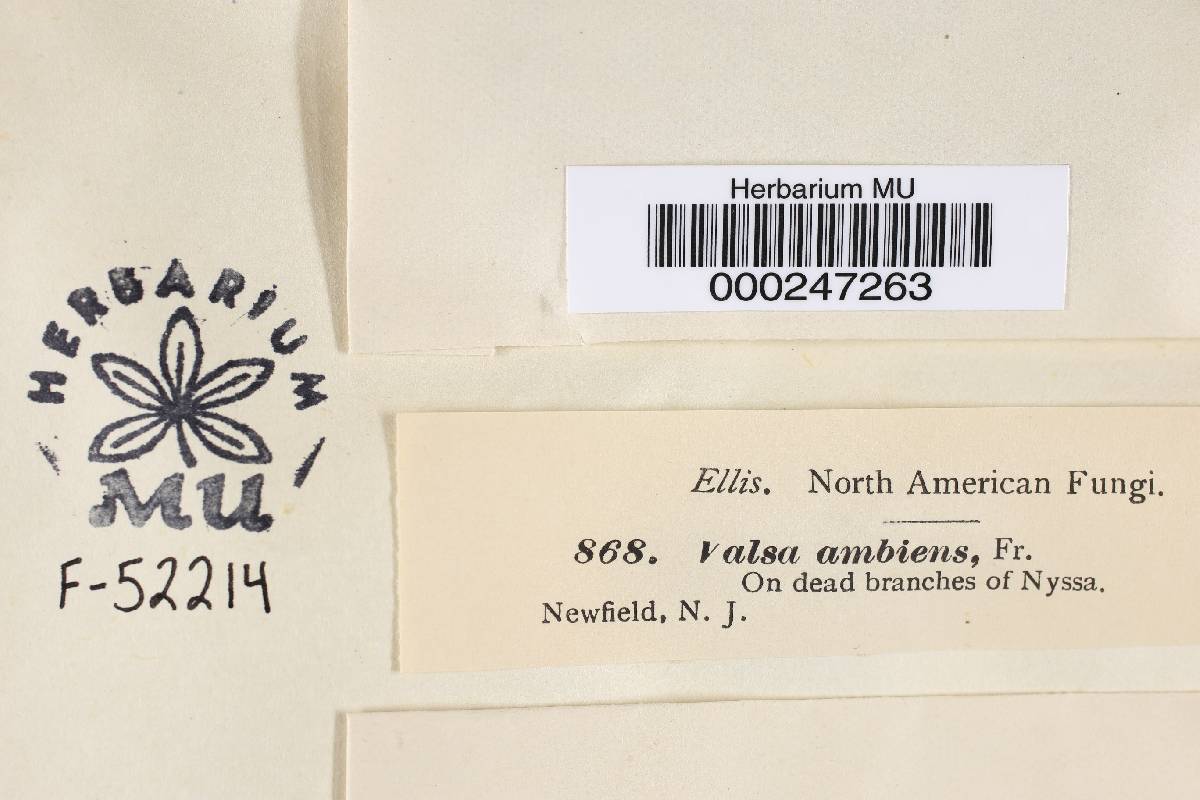 Herbarium MU
000247263
HERBARIUM
MU
F-52214
Ellis. North American Fungi.
868. Valsa ambiens, Fr.
On dead branches of Nyssa.
Newfield, N. J.